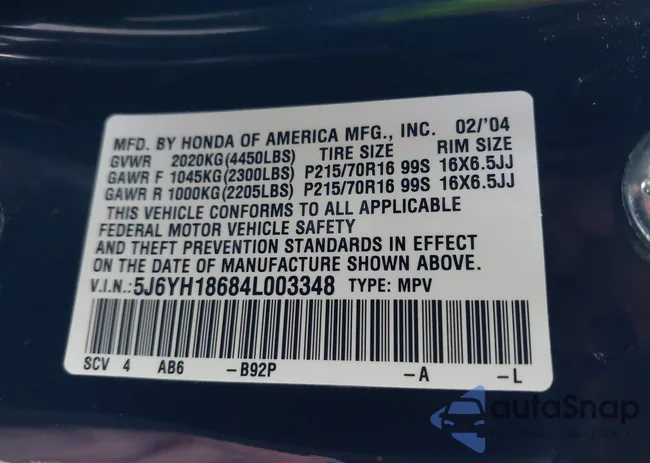 MFD. BY HONDA OF AMERICA MFG., INC. 02/'04
GVWR 2020KG(4450LBS) TIRE SIZE RIM SIZE
GAWR F 1045KG(2300LBS) P215/70R16 99S 16X6.5JJ
GAWR R 1000KG(2205LBS) P215/70R16 99S 16X6.5JJ
THIS VEHICLE CONFORMS TO ALL APPLICABLE
FEDERAL MOTOR VEHICLE SAFETY
AND THEFT PREVENTION STANDARDS IN EFFECT
ON THE DATE OF MANUFACTURE SHOWN ABOVE.
V.I.N.:5J6YH18684L003348 TYPE: MPV
SCV 4 AB6 -B92P -A -L
autoSnap